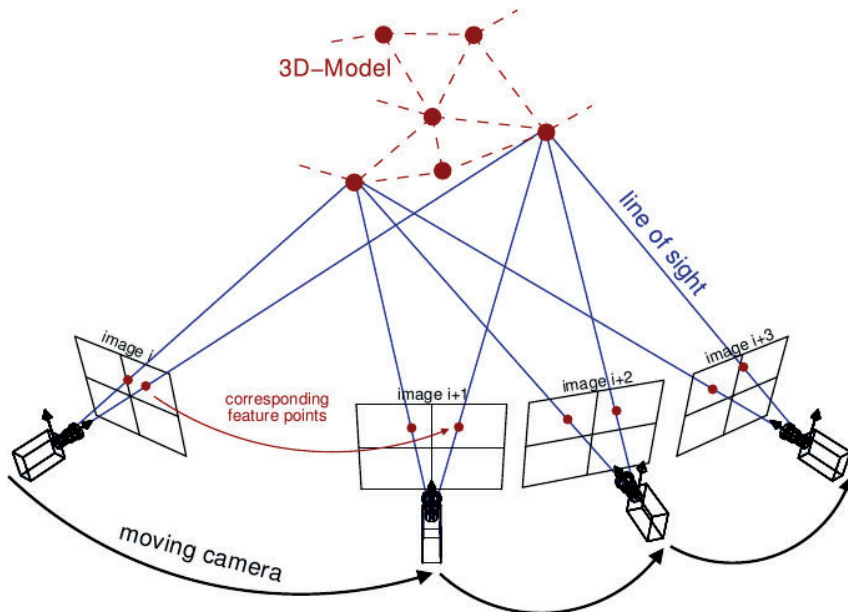 3D–Model
line of sight
image i
image i+3
corresponding
feature points
image i+1
image i+2
moving camera